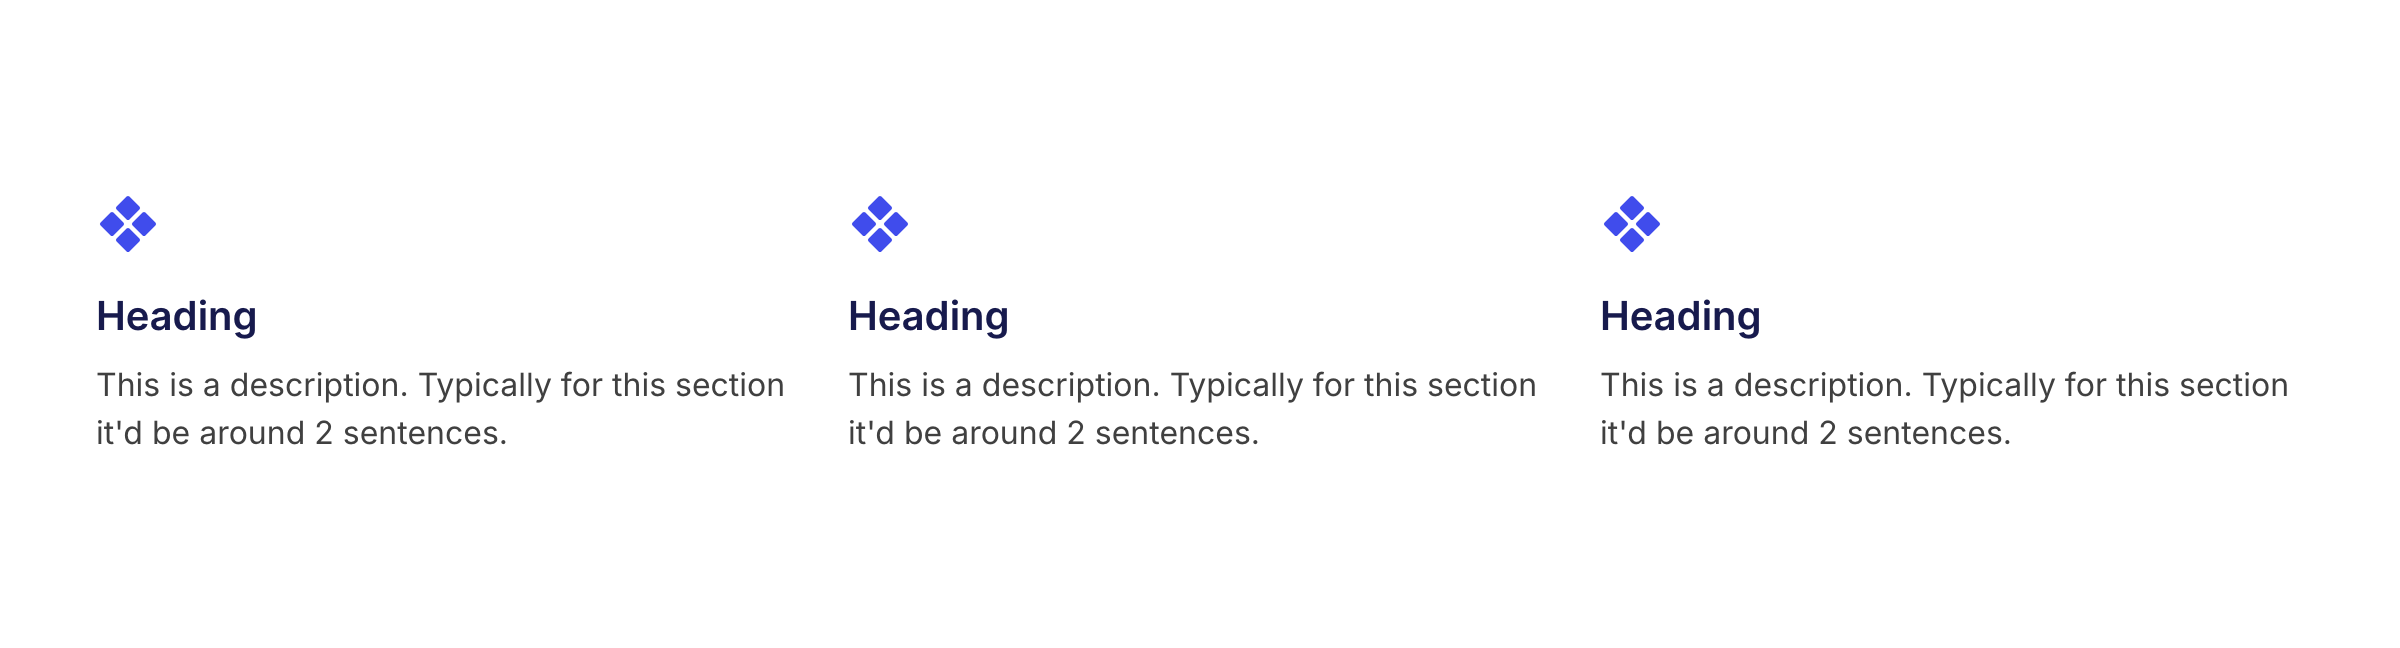 Heading
This is a description. Typically for this section
it'd be around 2 sentences.
Heading
This is a description. Typically for this section
it'd be around 2 sentences.
Heading
This is a description. Typically for this section
it'd be around 2 sentences.